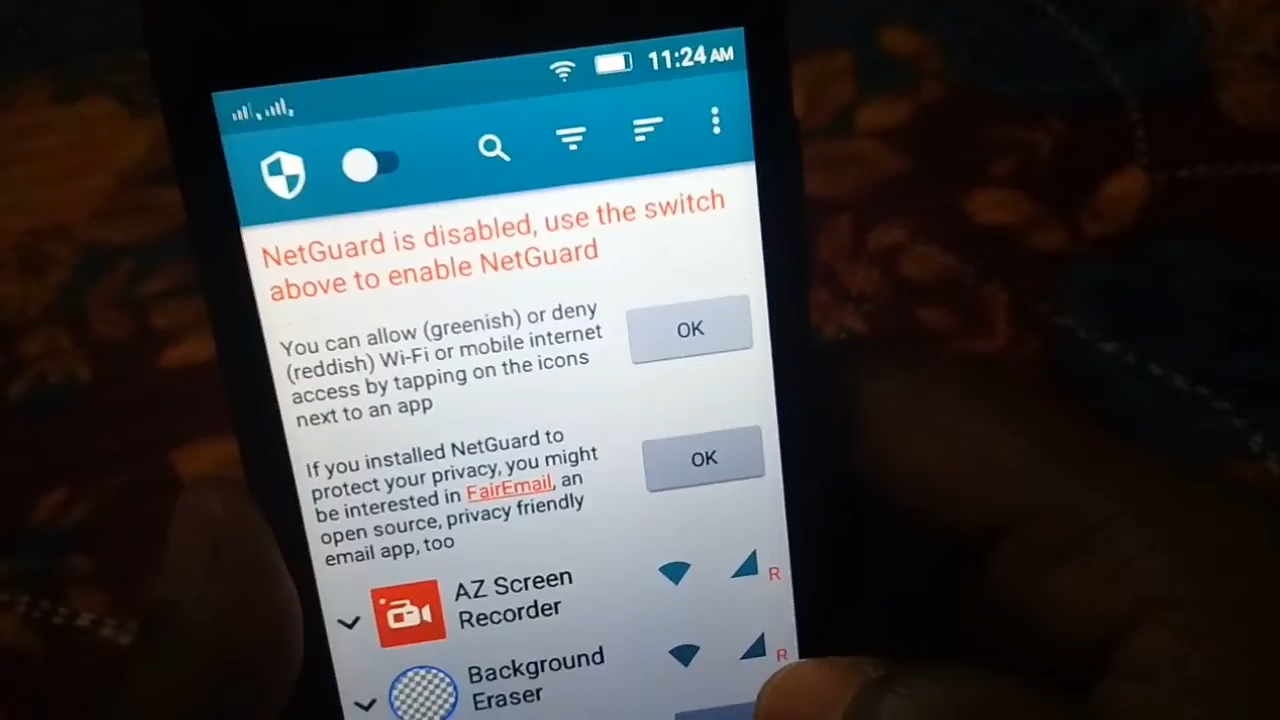 11:24 AM
NetGuard is disabled, use the switch
above to enable NetGuard
You can allow (greenish) or deny
(reddish) Wi-Fi or mobile internet
access by tapping on the icons
next to an app
OK
If you installed NetGuard to
protect your privacy, you might
be interested in FairEmail, an
open source, privacy friendly
email app, too
OK
AZ Screen
Recorder
R
Background
Eraser
R